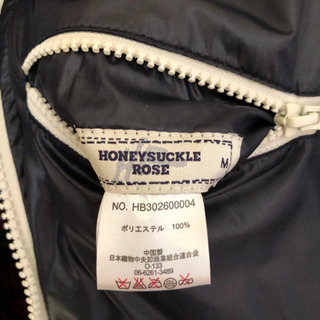 HONEYSUCKLE
ROSE
M
NO. HB302600004
ポリエステル 100%
中国製
日本織物中央卸商業組合連合会
O-133
06-6261-3489